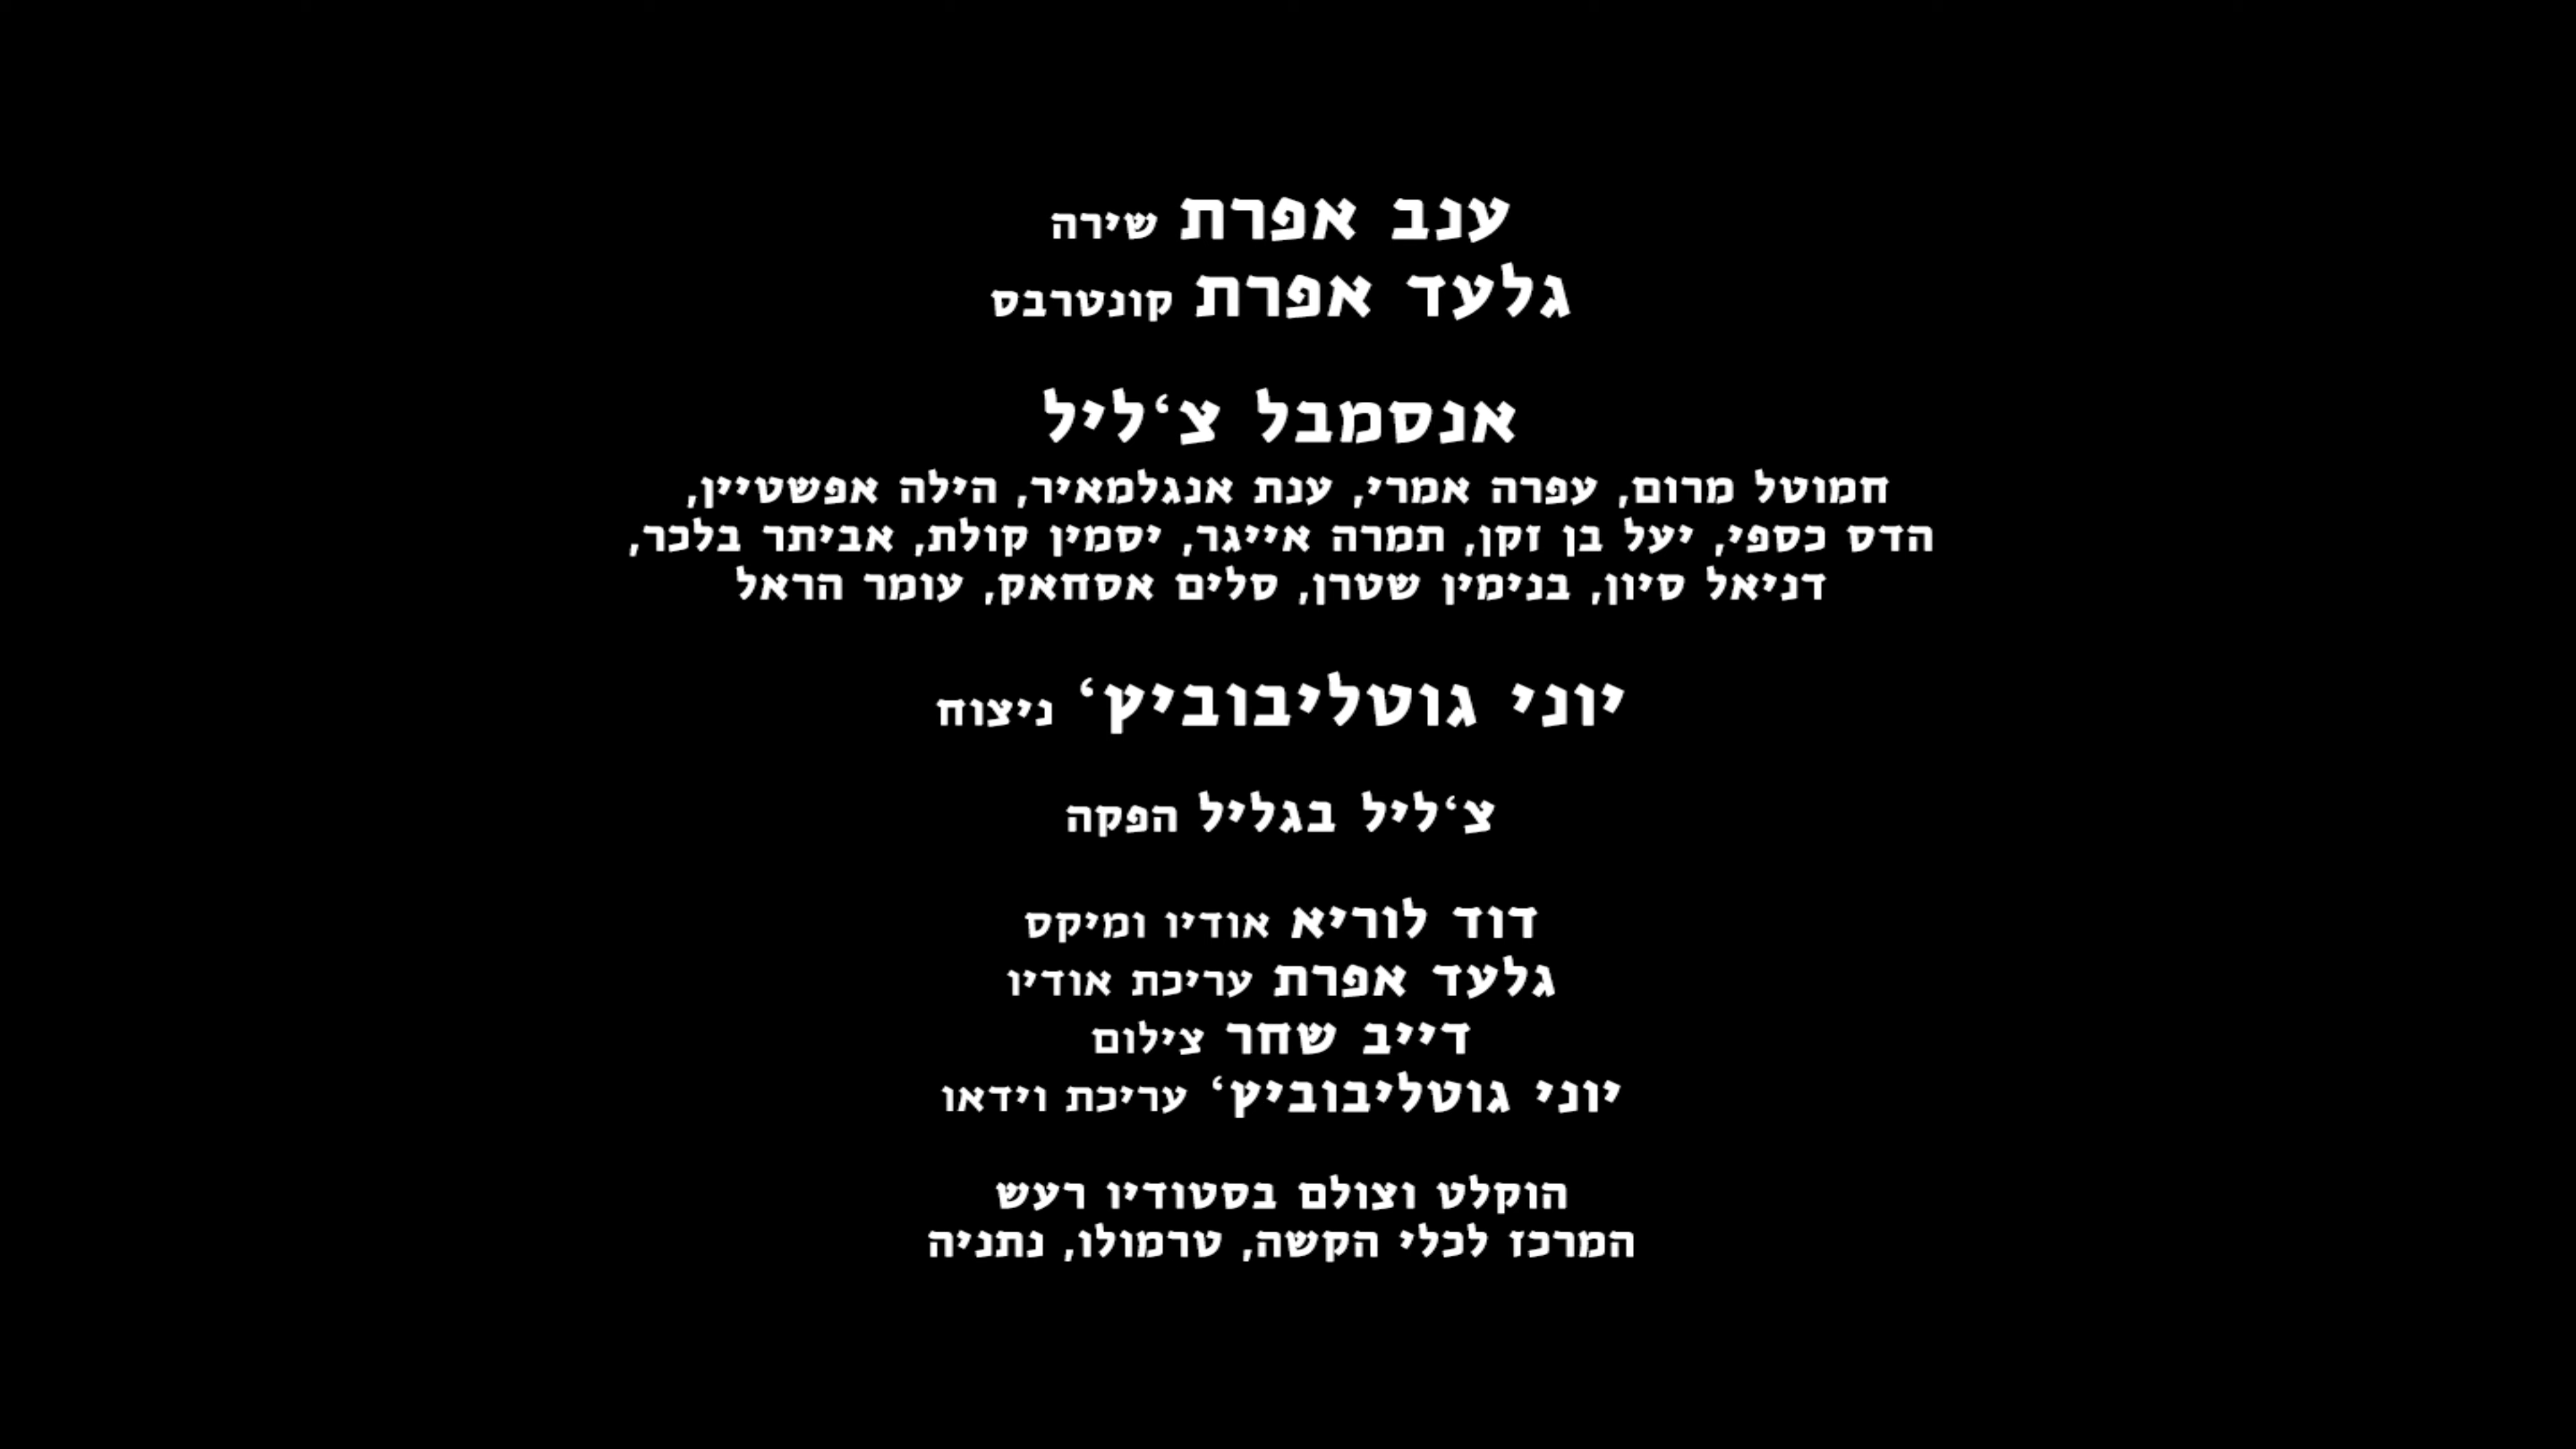 ענב אפרת שירה
גלעד אפרת קונטרבס
אנסמבל צ'ליל
חמוטל מרום, עפרה אמרי, ענת אנגלמאיר, הילה אפשטיין,
הדס כספי, יעל בן זקן, תמרה אייגר, יסמין קולת, אביתר בלכר,
דניאל סיון, בנימין שטרן, סלים אסחאק, עומר הראל
יוני גוטליבוביץ' ניצוח
צ'ליל בגליל הפקה
דוד לוריא אודיו ומיקס
גלעד אפרת עריכת אודיו
דייב שחר צילום
יוני גוטליבוביץ' עריכת וידאו
הוקלט וצולם בסטודיו רעש
המרכז לכלי הקשה, טרמולו, נתניה